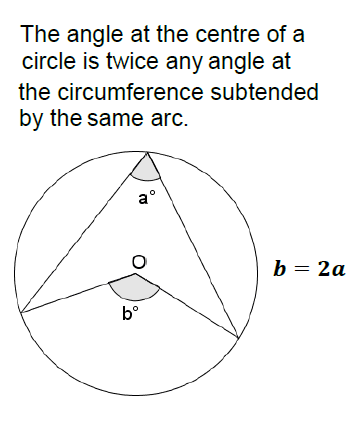 The angle at the centre of a
circle is twice any angle at
the circumference subtended
by the same arc.
a°
O
b = 2a
b°